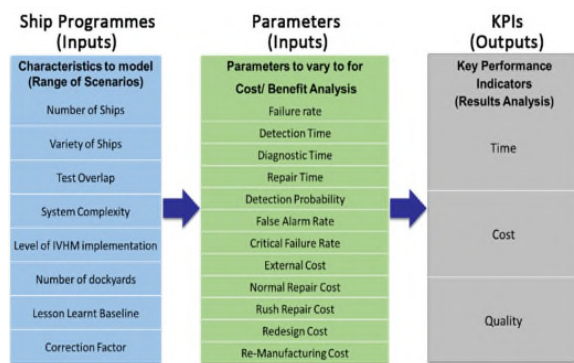 Ship Programmes
(Inputs)
Characteristics to model
(Range of Scenarios)
Number of Ships
Variety of Ships
Test Overlap
System Complexity
Level of IVHM implementation
Number of dockyards
Lesson Learnt Baseline
Correction Factor
Parameters
(Inputs)
Parameters to vary to for
Cost/ Benefit Analysis
Failure rate
Detection Time
Diagnostic Time
Repair Time
Detection Probability
False Alarm Rate
Critical Failure Rate
External Cost
Normal Repair Cost
Rush Repair Cost
Redesign Cost
Re-Manufacturing Cost
KPIs
(Outputs)
Key Performance
Indicators
(Results Analysis)
Time
Cost
Quality